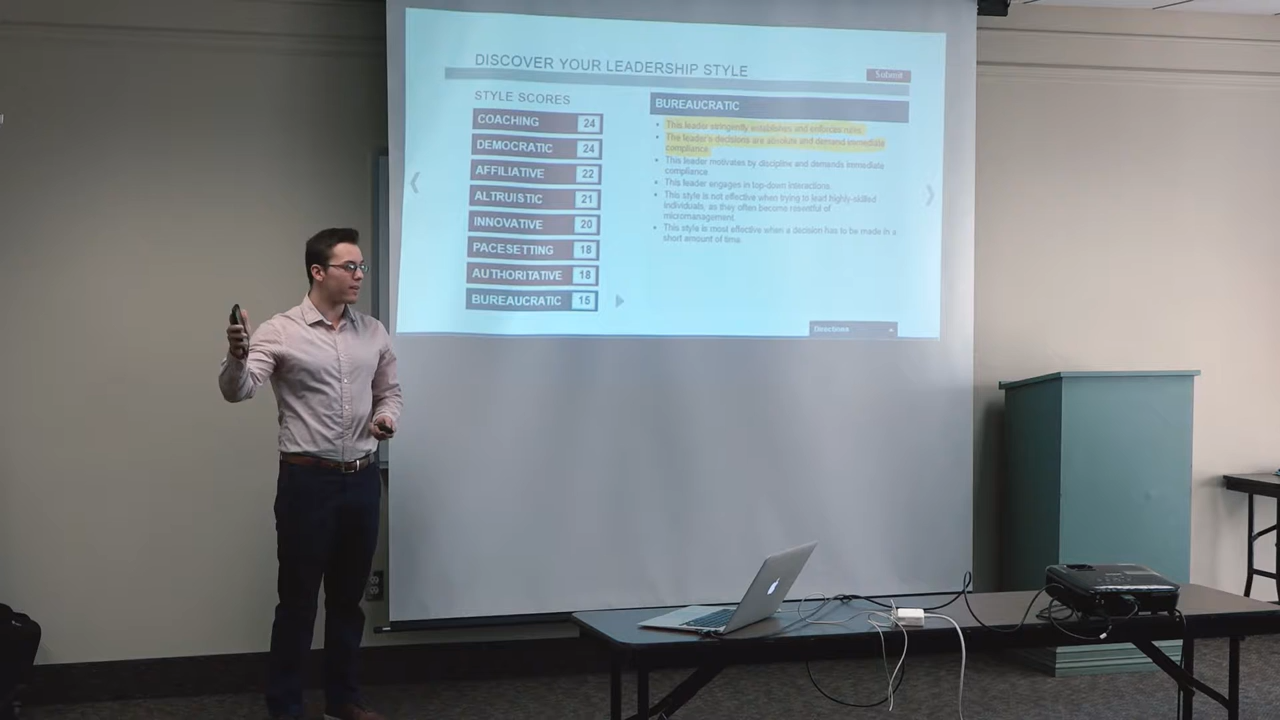 DISCOVER YOUR LEADERSHIP STYLE
Submit
STYLE SCORES
COACHING 24
DEMOCRATIC 24
AFFILIATIVE 22
ALTRUISTIC 21
INNOVATIVE 20
PACESETTING 18
AUTHORITATIVE 18
BUREAUCRATIC 15
BUREAUCRATIC
• This leader stringently establishes and enforces rules.
• The leader's decisions are absolute and demand immediate
compliance.
• This leader motivates by discipline and demands immediate
compliance.
• This leader engages in top-down interactions.
• This style is not effective when trying to lead highly-skilled
individuals, as they often become resentful of
micromanagement.
• This style is most effective when a decision has to be made in a
short amount of time.
Directions